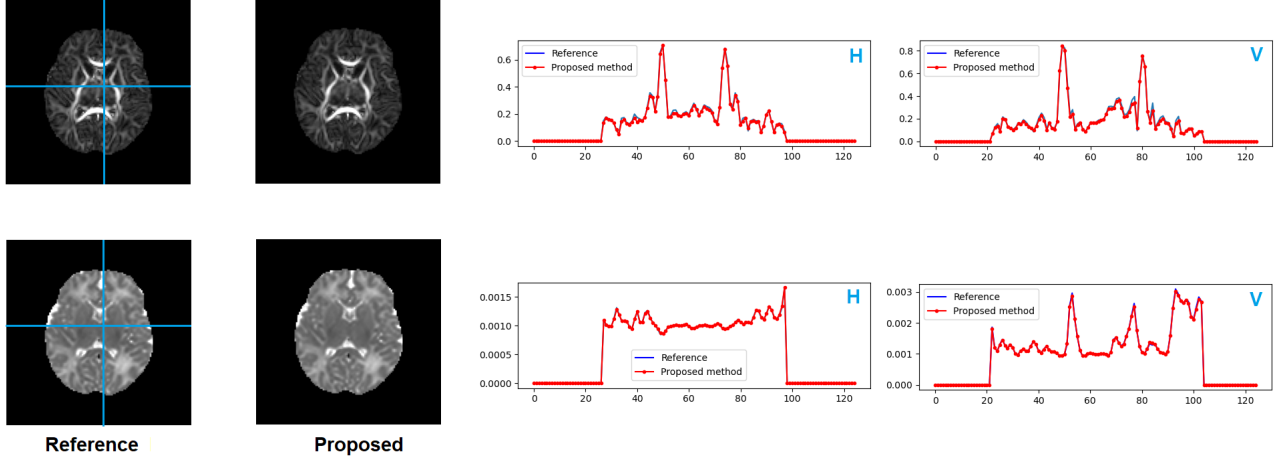 Reference
Proposed method
H
0.6
0.4
0.2
0.0
0 20 40 60 80 100 120
Reference
Proposed method
V
0.8
0.6
0.4
0.2
0.0
0 20 40 60 80 100 120
H
0.0015
0.0010
0.0005
0.0000
Reference
Proposed method
0 20 40 60 80 100 120
Reference
Proposed method
V
0.003
0.002
0.001
0.000
0 20 40 60 80 100 120
Reference
Proposed